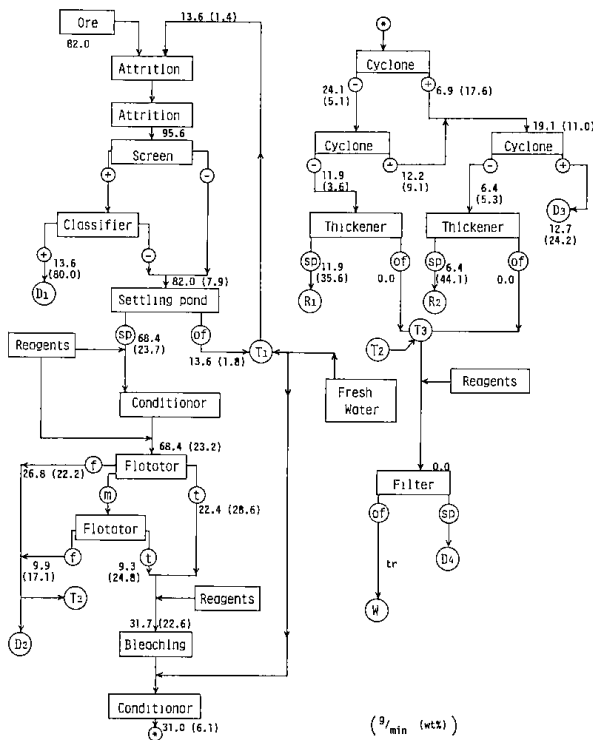 Ore
82.0
13.6 (1.4)
Attrition
Attrition
95.6
Screen
+
-
Classifier
+
13.6
(80.0)
-
D1
82.0 (7.9)
Settling pond
sp
68.4
(23.7)
of
13.6 (1.8)
T1
Reagents
Fresh
Water
Conditionor
68.4 (23.2)
f
26.8 (22.2)
Flotator
m
t
22.4 (28.6)
Flotator
f
9.9
(17.1)
t
9.3
(24.8)
T2
D2
Reagents
31.7 (22.6)
Bleaching
Conditionor
*
31.0 (6.1)
*
Cyclone
-
24.1
(5.1)
+
6.9 (17.6)
Cyclone
-
11.9
(3.6)
+
12.2
(9.1)
19.1 (11.0)
Cyclone
-
6.4
(5.3)
+
D3
12.7
(24.2)
Thickener
sp
11.9
(35.6)
of
0.0
R1
Thickener
sp
6.4
(44.1)
of
0.0
R2
T2
T3
Reagents
0.0
Filter
of
sp
tr
D4
W
(g/min (wt%))